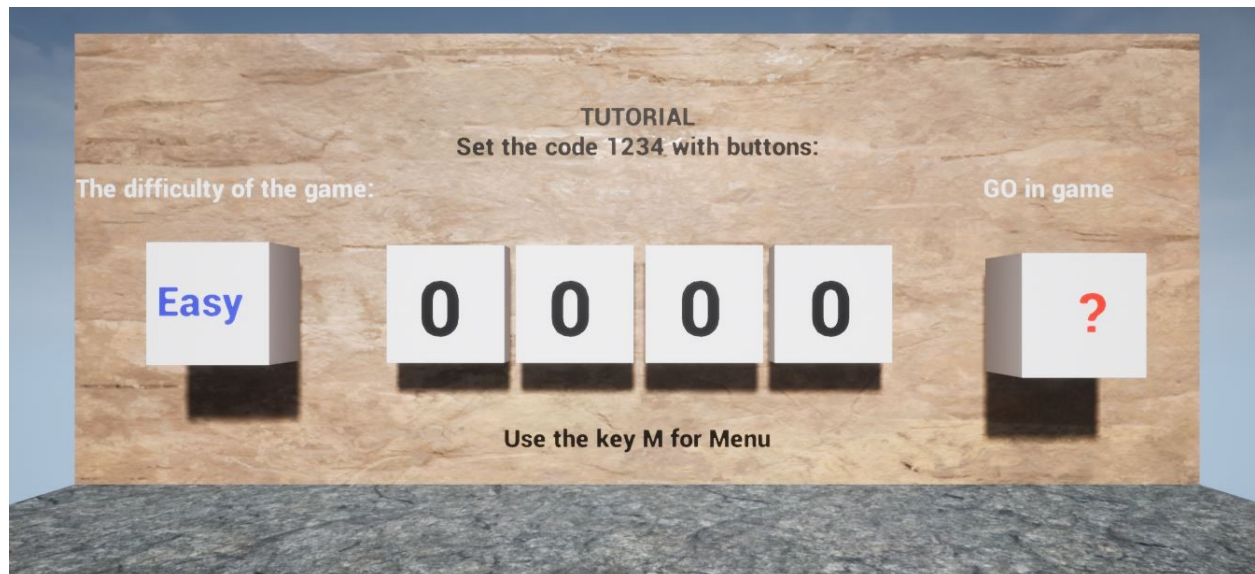 TUTORIAL
Set the code 1234 with buttons:
The difficulty of the game:
GO in game
Easy
0
0
0
0
?
Use the key M for Menu